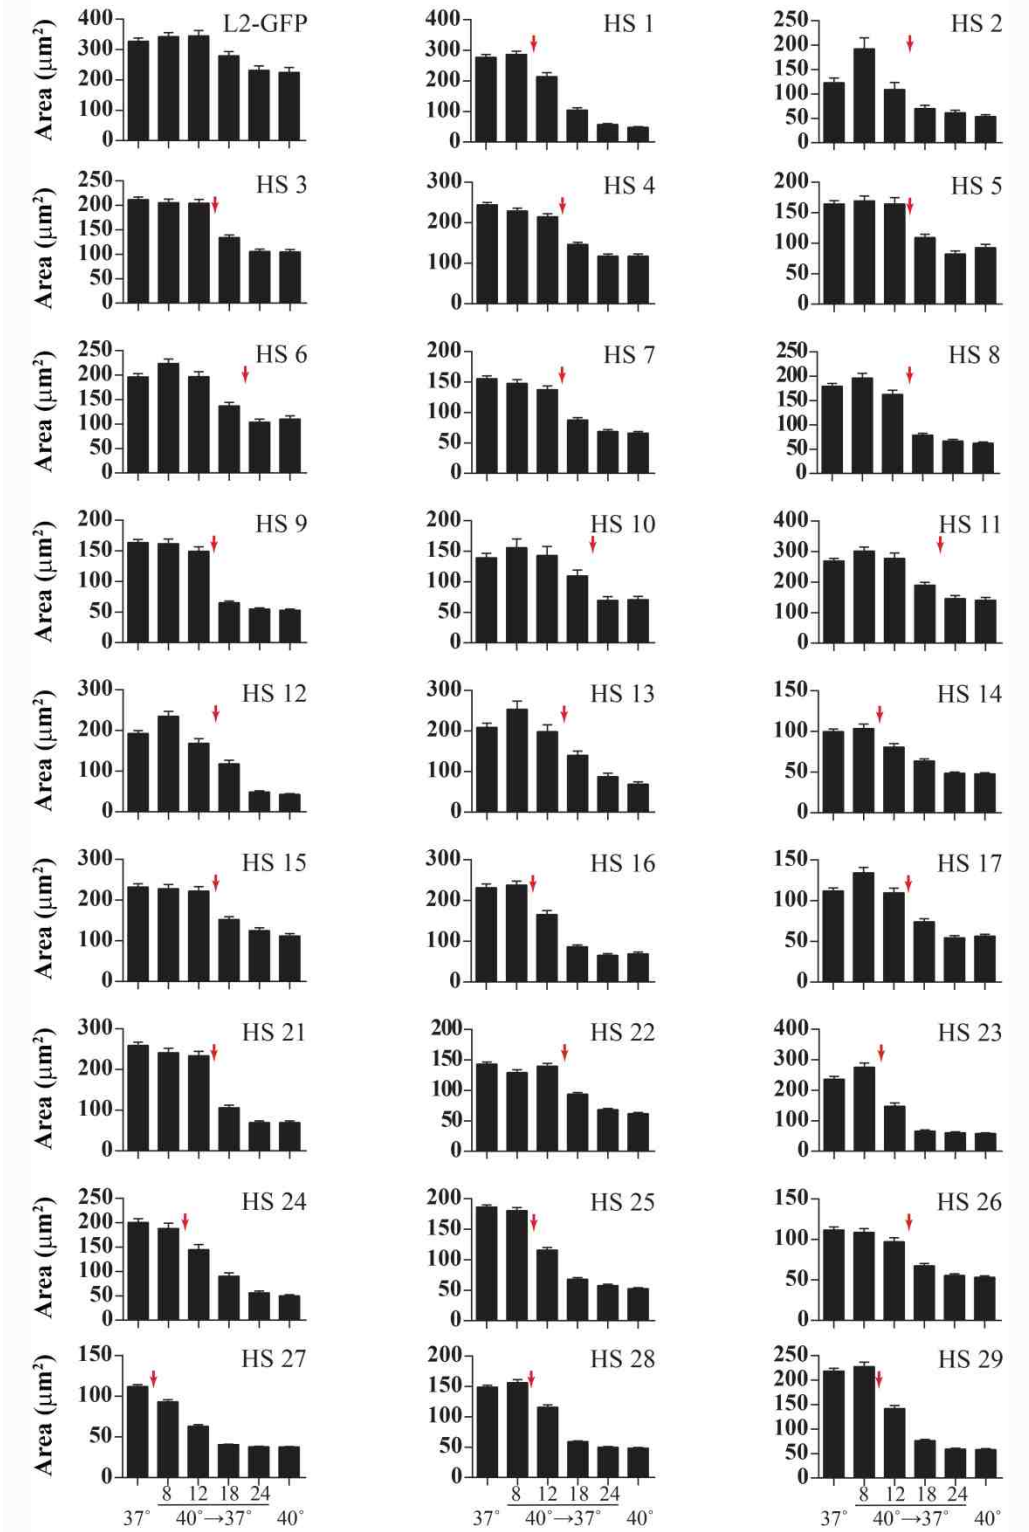 L2-GFP HS 1 HS 2
Area (μm²) 400 300 200 100 0
400 300 200 100 0
250 200 150 100 50 0
HS 3 HS 4 HS 5
Area (μm²) 250 200 150 100 50 0
300 200 100 0
200 150 100 50 0
HS 6 HS 7 HS 8
Area (μm²) 250 200 150 100 50 0
200 150 100 50 0
250 200 150 100 50 0
HS 9 HS 10 HS 11
Area (μm²) 200 150 100 50 0
200 150 100 50 0
400 300 200 100 0
HS 12 HS 13 HS 14
Area (μm²) 300 200 100 0
300 200 100 0
150 100 50 0
HS 15 HS 16 HS 17
Area (μm²) 300 200 100 0
300 200 100 0
150 100 50 0
HS 21 HS 22 HS 23
Area (μm²) 300 200 100 0
200 150 100 50 0
400 300 200 100 0
HS 24 HS 25 HS 26
Area (μm²) 250 200 150 100 50 0
200 150 100 50 0
150 100 50 0
HS 27 HS 28 HS 29
Area (μm²) 150 100 50 0
200 150 100 50 0
250 200 150 100 50 0
8 12 18 24 8 12 18 24 8 12 18 24
37° 40°→37° 40° 37° 40°→37° 40° 37° 40°→37° 40°